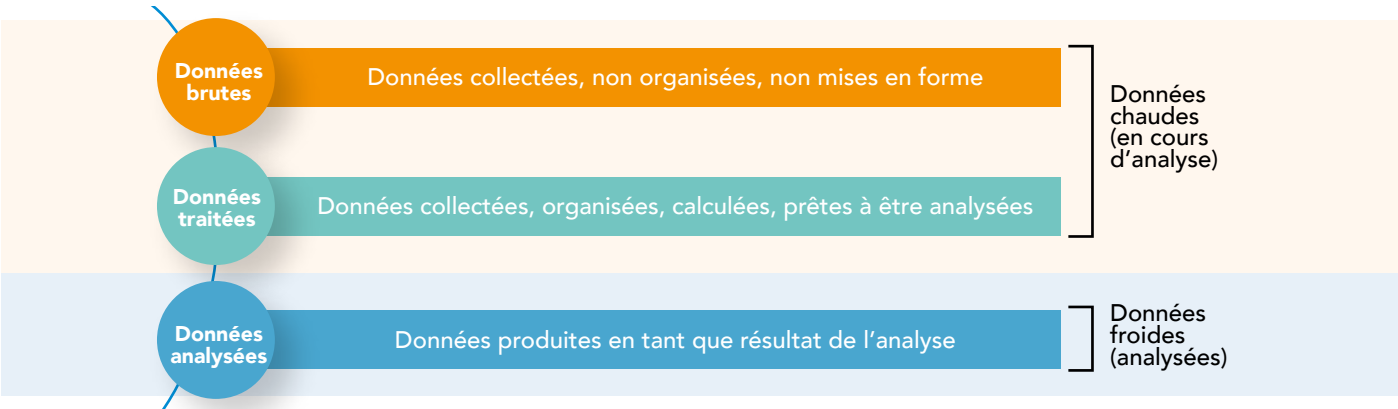 Données
brutes
Données collectées, non organisées, non mises en forme
Données
chaudes
(en cours
d’analyse)
Données
traitées
Données collectées, organisées, calculées, prêtes à être analysées
Données
analysées
Données produites en tant que résultat de l’analyse
Données
froides
(analysées)